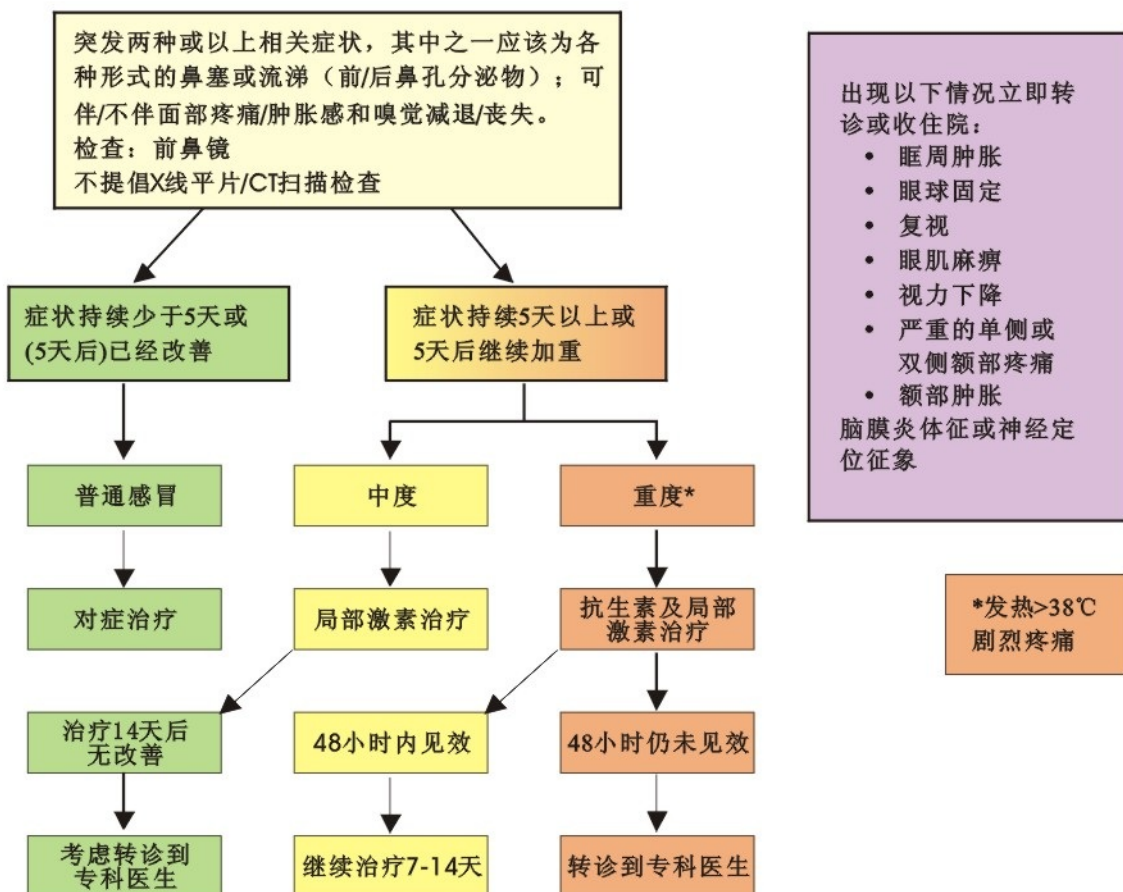 突发两种或以上相关症状，其中之一应该为各
种形式的鼻塞或流涕（前/后鼻孔分泌物）；可
伴/不伴面部疼痛/肿胀感和嗅觉减退/丧失。
检查：前鼻镜
不提倡X线平片/CT扫描检查
症状持续少于5天或
(5天后)已经改善
症状持续5天以上或
5天后继续加重
普通感冒
中度
重度*
对症治疗
局部激素治疗
抗生素及局部
激素治疗
治疗14天后
无改善
48小时内见效
48小时仍未见效
考虑转诊到
专科医生
继续治疗7-14天
转诊到专科医生
出现以下情况立即转
诊或收住院：
• 眶周肿胀
• 眼球固定
• 复视
• 眼肌麻痹
• 视力下降
• 严重的单侧或
双侧额部疼痛
• 额部肿胀
脑膜炎体征或神经定
位征象
*发热>38℃
剧烈疼痛